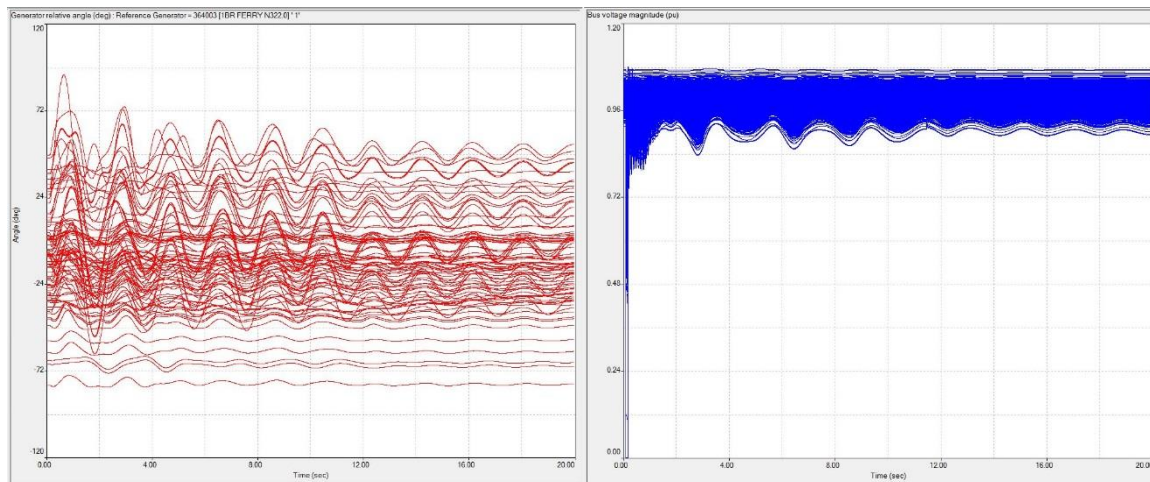 Generator relative angle (deg) : Reference Generator = 364003 [1BR FERRY N322.0] " 1"
120
72
24
-24
-72
-120
Angle (deg)
0.00 4.00 8.00 12.00 16.00 20.00
Time (sec)
Bus voltage magnitude (pu)
1.20
0.96
0.72
0.48
0.24
0.00
0.00 4.00 8.00 12.00 16.00 20.00
Time (sec)